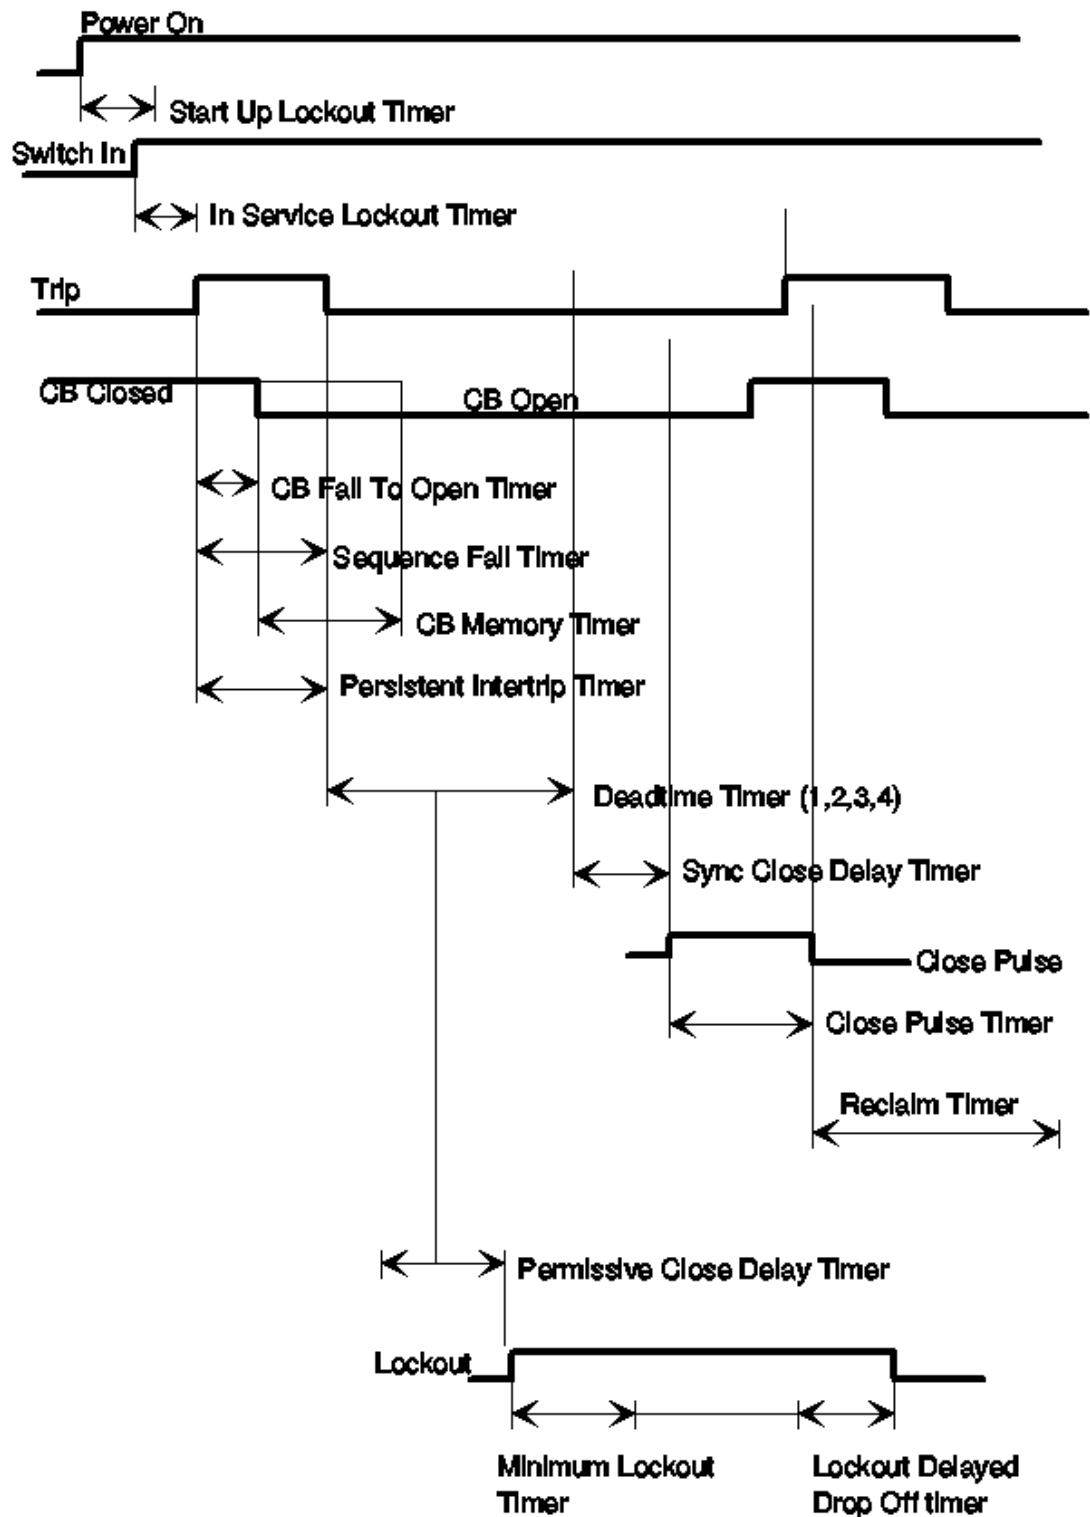 Power On
Start Up Lockout Timer
Switch In
In Service Lockout Timer
Trip
CB Closed
CB Open
CB Fail To Open Timer
Sequence Fail Timer
CB Memory Timer
Persistent Intertrip Timer
Deadtime Timer (1,2,3,4)
Sync Close Delay Timer
Close Pulse
Close Pulse Timer
Reclaim Timer
Permissive Close Delay Timer
Lockout
Minimum Lockout
Timer
Lockout Delayed
Drop Off timer